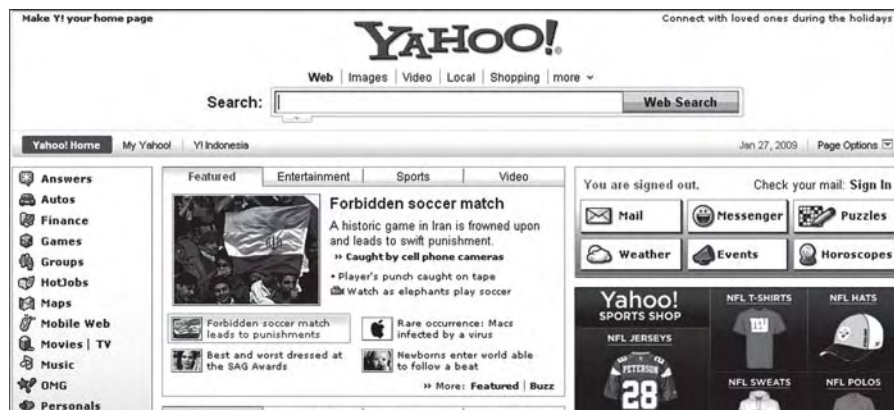 Make Y! your home page
Connect with loved ones during the holidays
YAHOO!®
Web | Images | Video | Local | Shopping | more
Search:
Web Search
Yahoo! Home
My Yahoo!
Y! Indonesia
Jan 27, 2009
Page Options
Answers
Autos
Finance
Games
Groups
HotJobs
Maps
Mobile Web
Movies | TV
Music
OMG
Personals
Featured
Entertainment
Sports
Video
Forbidden soccer match
A historic game in Iran is frowned upon
and leads to swift punishment.
» Caught by cell phone cameras
• Player's punch caught on tape
Watch as elephants play soccer
Forbidden soccer match
leads to punishments
Rare occurrence: Macs
infected by a virus
Best and worst dressed at
the SAG Awards
Newborns enter world able
to follow a beat
» More: Featured | Buzz
You are signed out.
Check your mail: Sign In
Mail
Messenger
Puzzles
Weather
Events
Horoscopes
Yahoo!
SPORTS SHOP
NFL T-SHIRTS
NFL HATS
NFL JERSEYS
PETERSON
28
NFL SWEATS
NFL POLOS